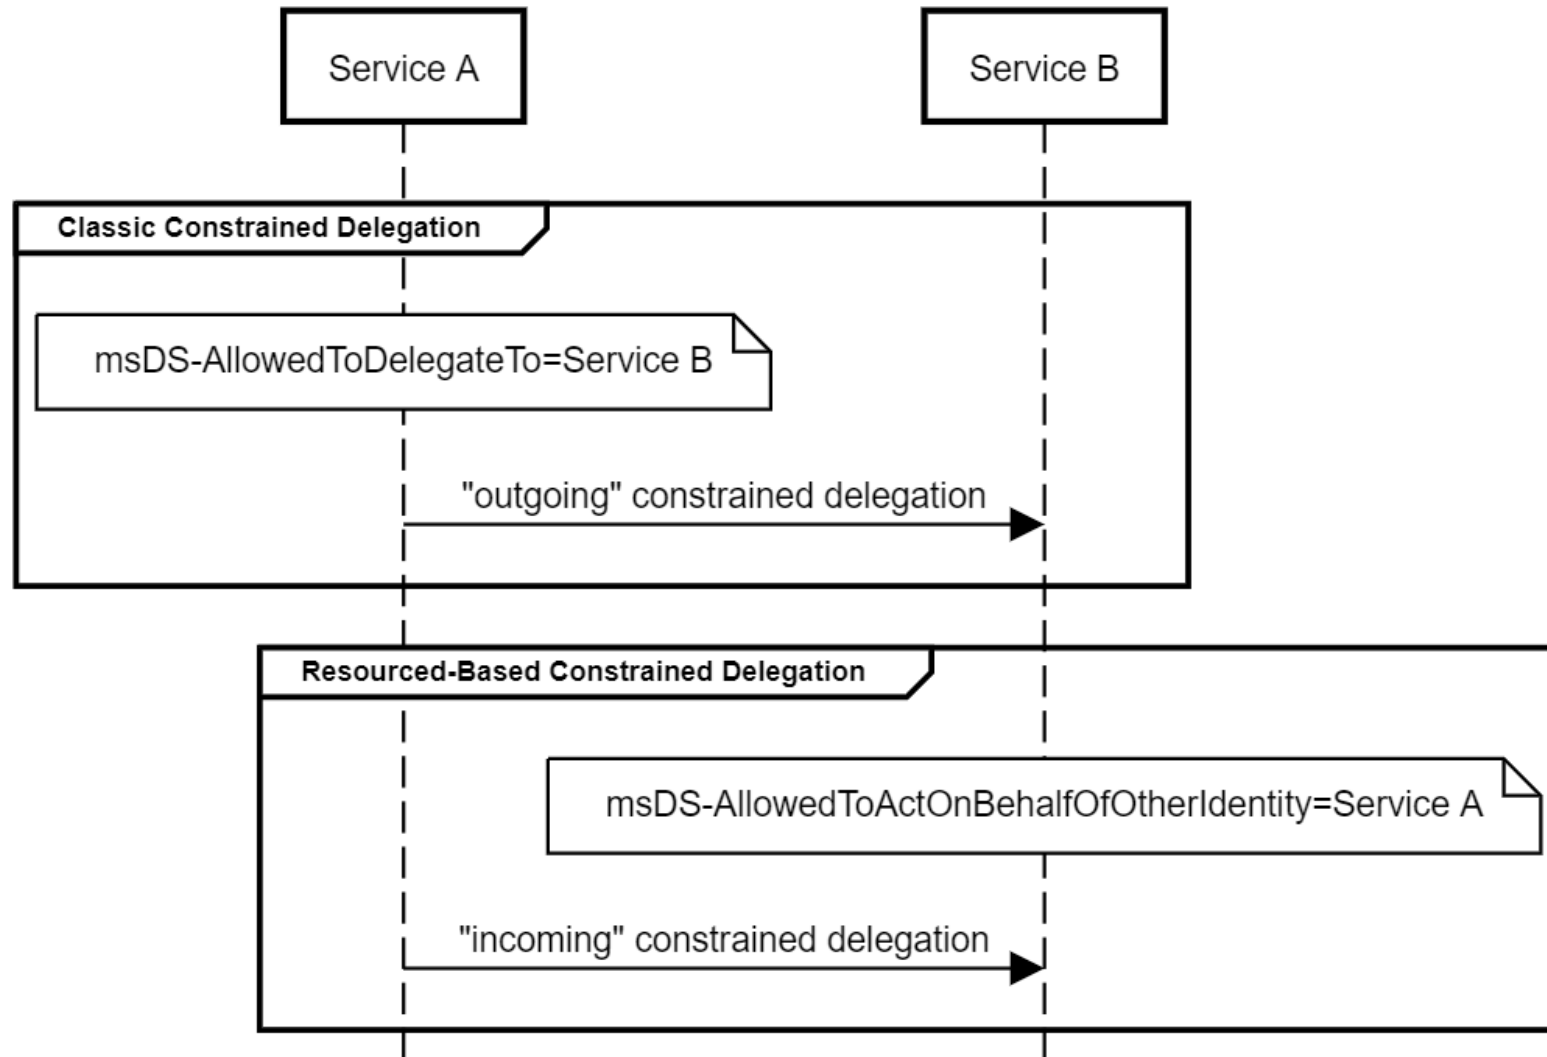 Service A
Service B
Classic Constrained Delegation
msDS-AllowedToDelegateTo=Service B
"outgoing" constrained delegation
Resourced-Based Constrained Delegation
msDS-AllowedToActOnBehalfOfOtherIdentity=Service A
"incoming" constrained delegation